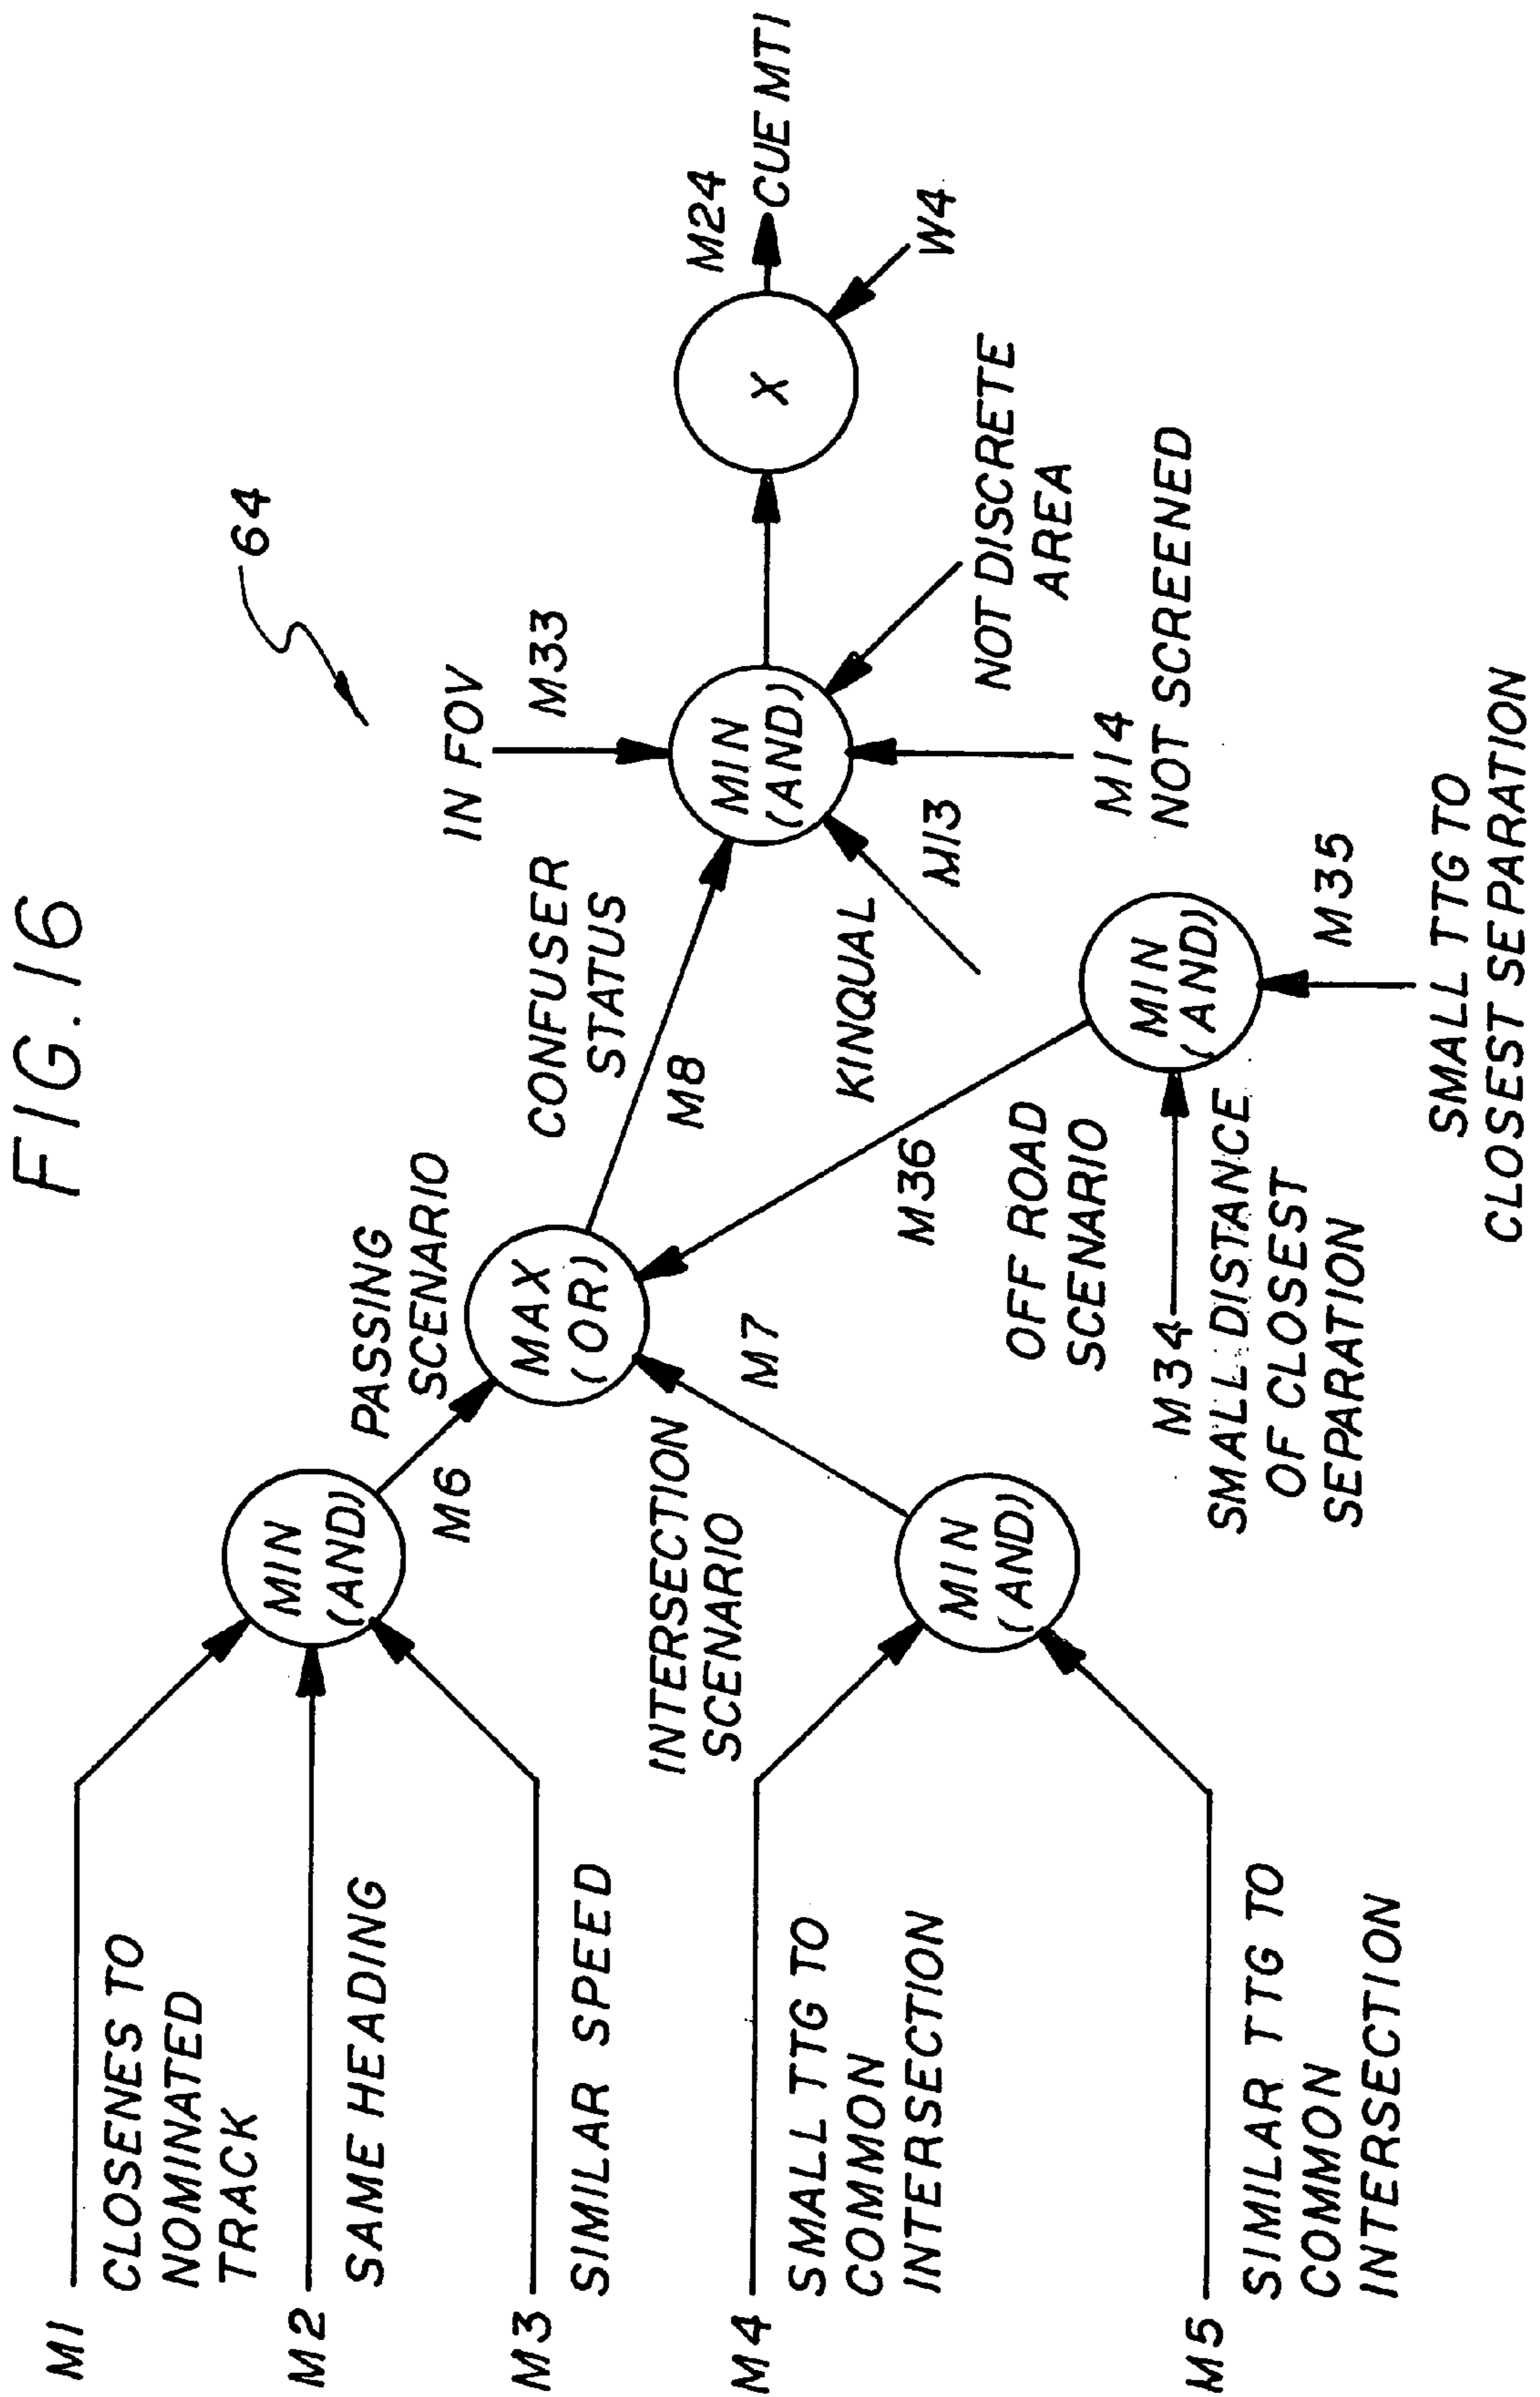 FIG. 16
64
M1
CLOSENES TO
NOMINATED
TRACK
M2
SAME HEADING
M3
SIMILAR SPEED
MIN
(AND)
M6
PASSING
SCENARIO
M4
SMALL TTG TO
COMMON
INTERSECTION
M5
SIMILAR TTG TO
COMMON
INTERSECTION
MIN
(AND)
INTERSECTION
SCENARIO
M7
MAX
(OR)
M34
SMALL DISTANCE
OF CLOSEST
SEPARATION
MIN
(AND)
M35
SMALL TTG TO
CLOSEST SEPARATION
OFF ROAD
SCENARIO
M36
CONFUSER
STATUS
M8
IN FOV
M33
KINQUAL
M13
MIN
(AND)
M14
NOT SCREENED
NOT DISCRETE
AREA
X
W4
M24
CUE MTI